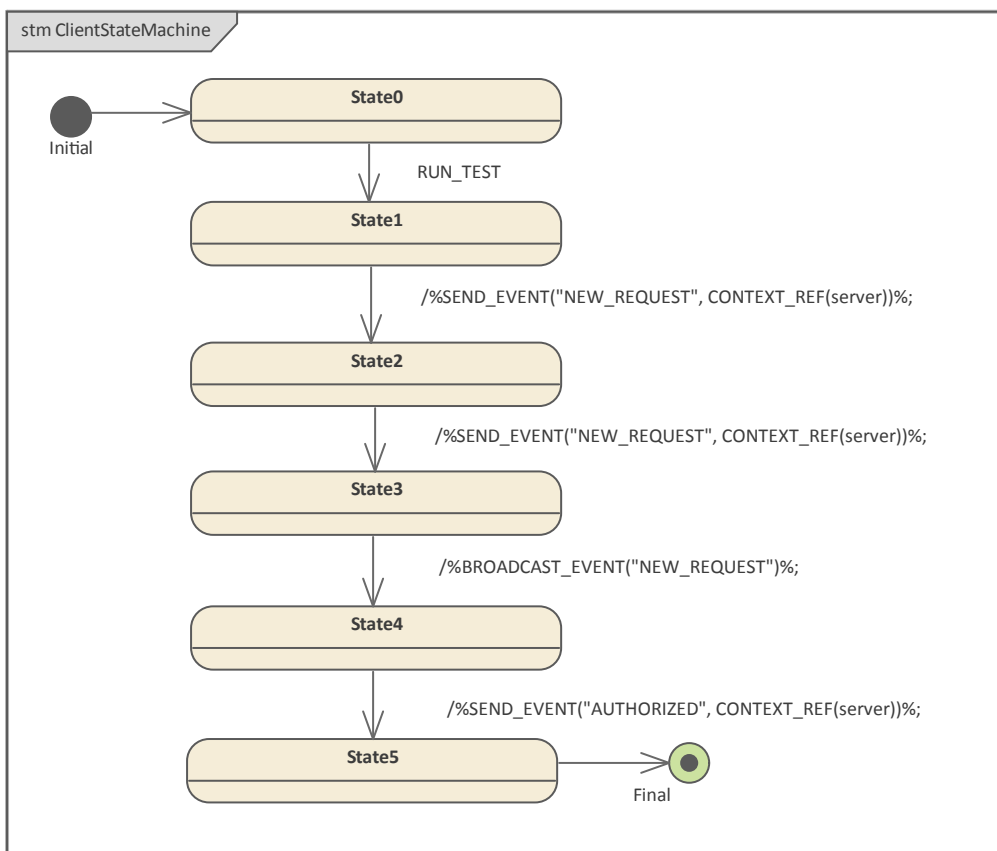 stm ClientStateMachine
State0
Initial
RUN_TEST
State1
/%SEND_EVENT("NEW_REQUEST", CONTEXT_REF(server))%;
State2
/%SEND_EVENT("NEW_REQUEST", CONTEXT_REF(server))%;
State3
/%BROADCAST_EVENT("NEW_REQUEST")%;
State4
/%SEND_EVENT("AUTHORIZED", CONTEXT_REF(server))%;
State5
Final